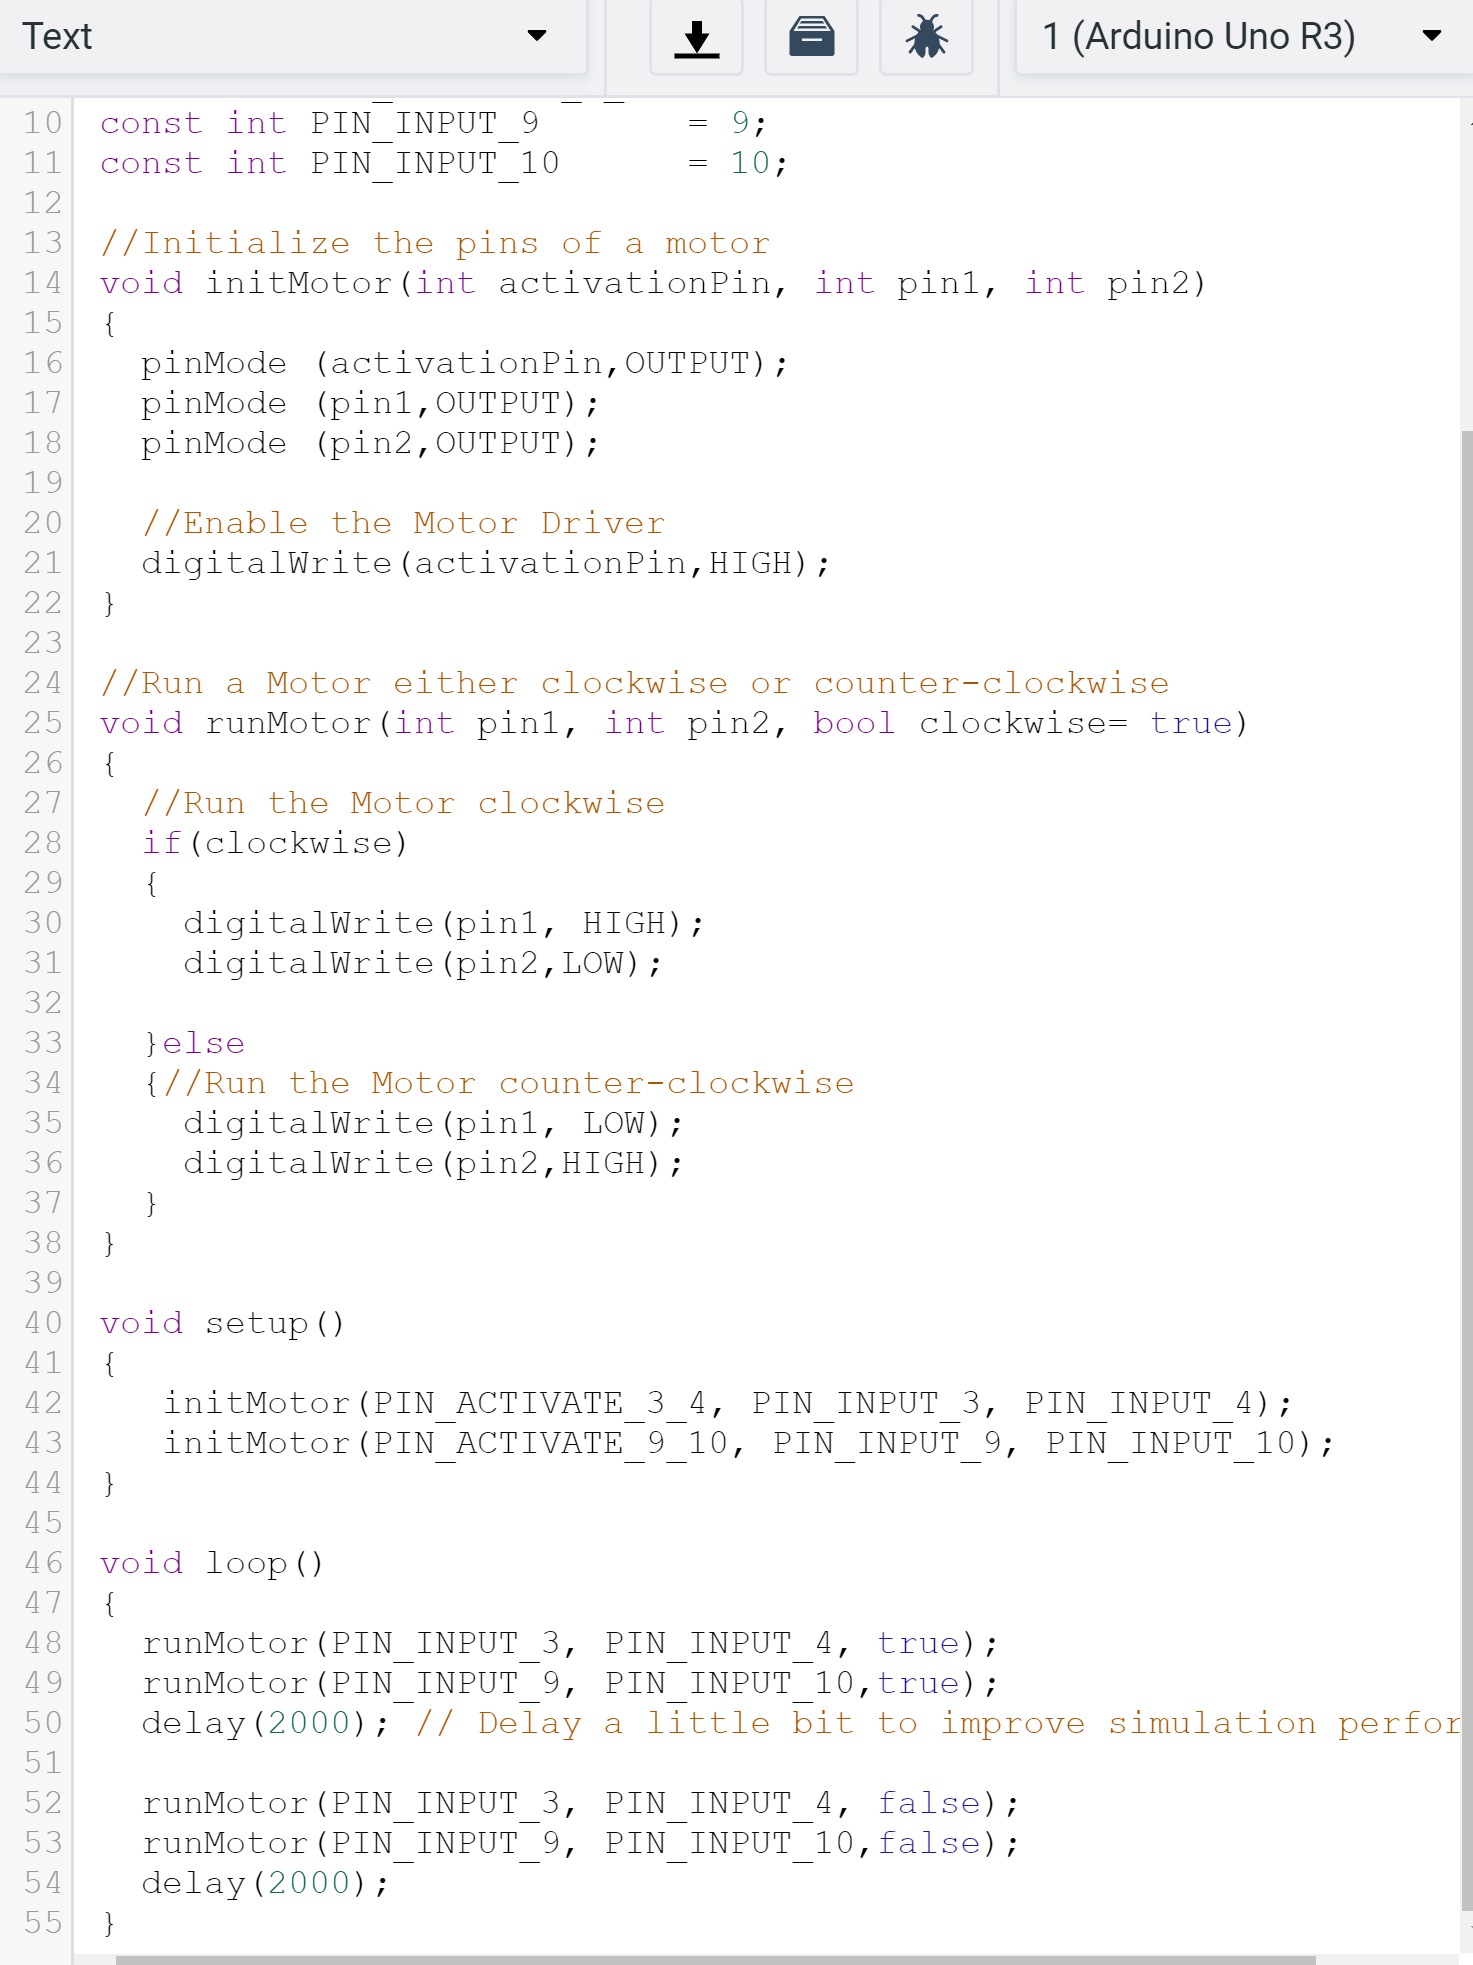 Text
1 (Arduino Uno R3)
10 const int PIN_INPUT_9       = 9;
11 const int PIN_INPUT_10      = 10;
12
13 //Initialize the pins of a motor
14 void initMotor(int activationPin, int pin1, int pin2)
15 {
16   pinMode (activationPin,OUTPUT);
17   pinMode (pin1,OUTPUT);
18   pinMode (pin2,OUTPUT);
19
20   //Enable the Motor Driver
21   digitalWrite(activationPin,HIGH);
22 }
23
24 //Run a Motor either clockwise or counter-clockwise
25 void runMotor(int pin1, int pin2, bool clockwise= true)
26 {
27   //Run the Motor clockwise
28   if(clockwise)
29   {
30     digitalWrite(pin1, HIGH);
31     digitalWrite(pin2,LOW);
32
33   }else
34   {//Run the Motor counter-clockwise
35     digitalWrite(pin1, LOW);
36     digitalWrite(pin2,HIGH);
37   }
38 }
39
40 void setup()
41 {
42    initMotor(PIN_ACTIVATE_3_4, PIN_INPUT_3, PIN_INPUT_4);
43    initMotor(PIN_ACTIVATE_9_10, PIN_INPUT_9, PIN_INPUT_10);
44 }
45
46 void loop()
47 {
48   runMotor(PIN_INPUT_3, PIN_INPUT_4, true);
49   runMotor(PIN_INPUT_9, PIN_INPUT_10,true);
50   delay(2000); // Delay a little bit to improve simulation perfor
51
52   runMotor(PIN_INPUT_3, PIN_INPUT_4, false);
53   runMotor(PIN_INPUT_9, PIN_INPUT_10,false);
54   delay(2000);
55 }